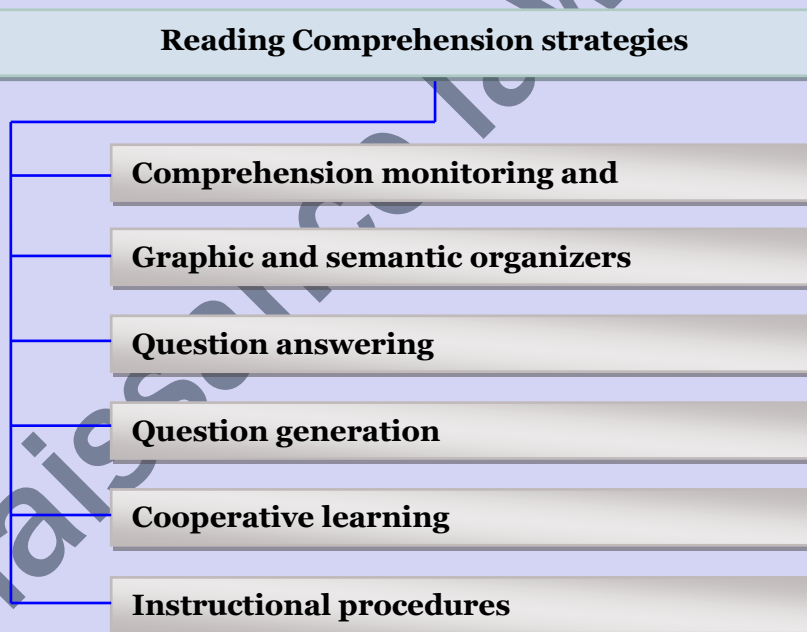 Reading Comprehension strategies
Comprehension monitoring and
Graphic and semantic organizers
Question answering
Question generation
Cooperative learning
Instructional procedures